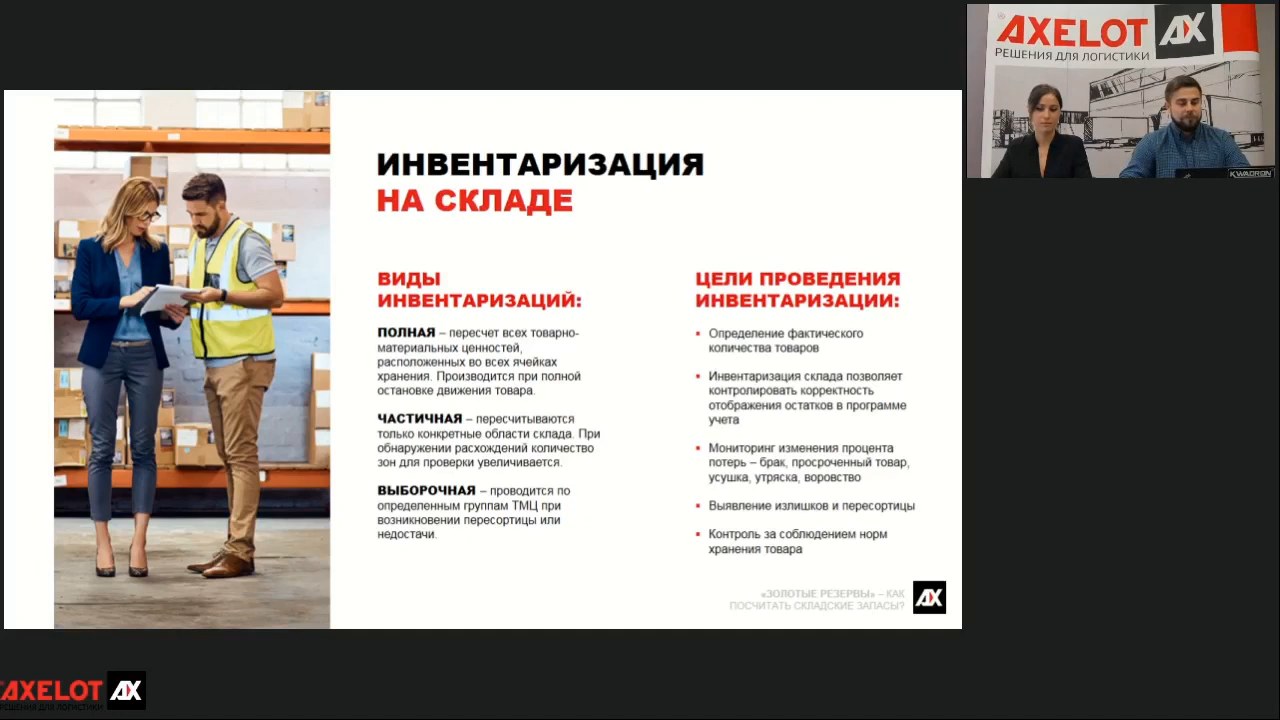 AXELOT AX
РЕШЕНИЯ ДЛЯ ЛОГИСТИКИ
KWADRON
ИНВЕНТАРИЗАЦИЯ
НА СКЛАДЕ
ВИДЫ
ИНВЕНТАРИЗАЦИЙ:
ПОЛНАЯ – пересчет всех товарно-
материальных ценностей,
расположенных во всех ячейках
хранения. Производится при полной
остановке движения товара.
ЧАСТИЧНАЯ – пересчитываются
только конкретные области склада. При
обнаружении расхождений количество
зон для проверки увеличивается.
ВЫБОРОЧНАЯ – проводится по
определенным группам ТМЦ при
возникновении пересортицы или
недостачи.
ЦЕЛИ ПРОВЕДЕНИЯ
ИНВЕНТАРИЗАЦИИ:
▪ Определение фактического
количества товаров
▪ Инвентаризация склада позволяет
контролировать корректность
отображения остатков в программе
учета
▪ Мониторинг изменения процента
потерь – брак, просроченный товар,
усушка, утряска, воровство
▪ Выявление излишков и пересортицы
▪ Контроль за соблюдением норм
хранения товара
«ЗОЛОТЫЕ РЕЗЕРВЫ» – КАК
ПОСЧИТАТЬ СКЛАДСКИЕ ЗАПАСЫ?
AX
AXELOT AX
РЕШЕНИЯ ДЛЯ ЛОГИСТИКИ